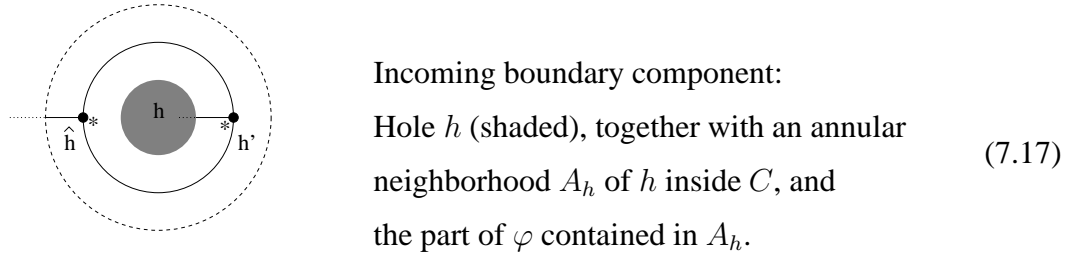 h
*
*
ĥ
h'
Incoming boundary component:
Hole h (shaded), together with an annular
neighborhood A_h of h inside C, and
the part of φ contained in A_h.
(7.17)